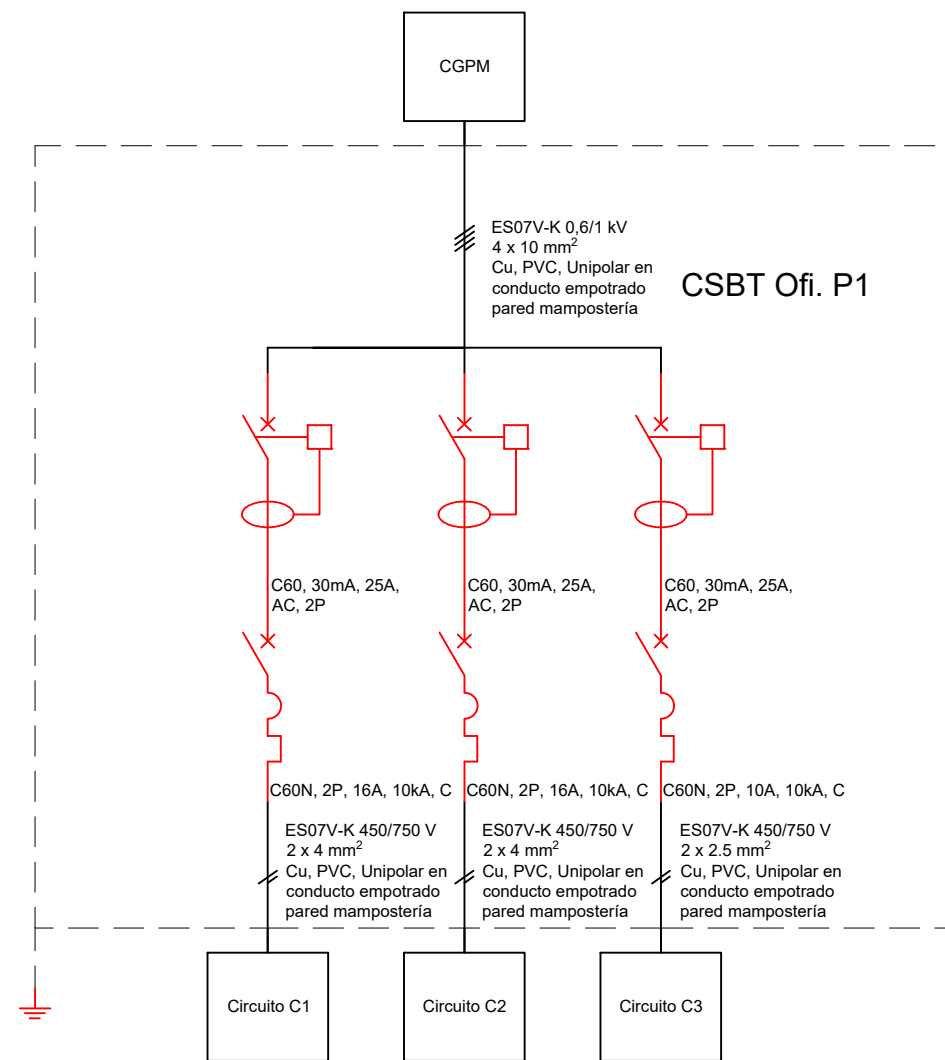 CGPM
ES07V-K 0,6/1 kV
4 x 10 mm²
Cu, PVC, Unipolar en
conducto empotrado
pared mampostería
CSBT Ofi. P1
C60, 30mA, 25A,
AC, 2P
C60, 30mA, 25A,
AC, 2P
C60, 30mA, 25A,
AC, 2P
C60N, 2P, 16A, 10kA, C
C60N, 2P, 16A, 10kA, C
C60N, 2P, 10A, 10kA, C
ES07V-K 450/750 V
2 x 4 mm²
Cu, PVC, Unipolar en
conducto empotrado
pared mampostería
ES07V-K 450/750 V
2 x 4 mm²
Cu, PVC, Unipolar en
conducto empotrado
pared mampostería
ES07V-K 450/750 V
2 x 2.5 mm²
Cu, PVC, Unipolar en
conducto empotrado
pared mampostería
Circuito C1
Circuito C2
Circuito C3